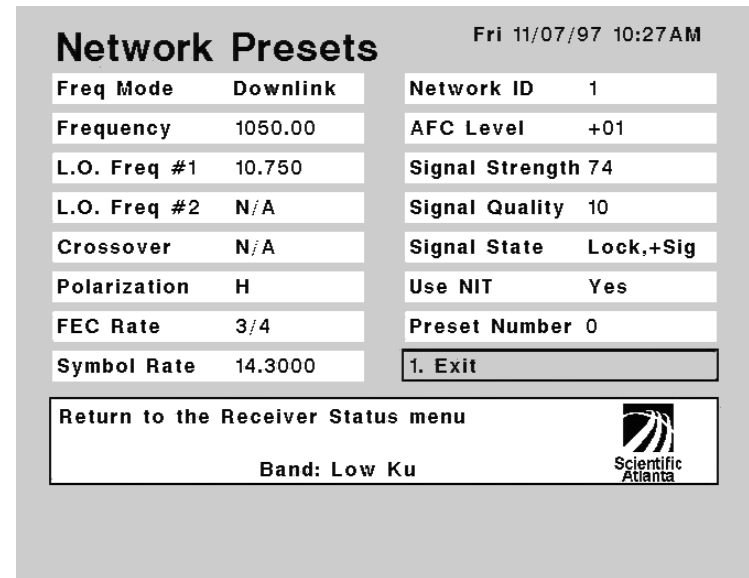 Network Presets
Fri 11/07/97 10:27AM
Freq Mode Downlink
Frequency 1050.00
L.O. Freq #1 10.750
L.O. Freq #2 N/A
Crossover N/A
Polarization H
FEC Rate 3/4
Symbol Rate 14.3000
Network ID 1
AFC Level +01
Signal Strength 74
Signal Quality 10
Signal State Lock,+Sig
Use NIT Yes
Preset Number 0
1. Exit
Return to the Receiver Status menu
Band: Low Ku
Scientific
Atlanta